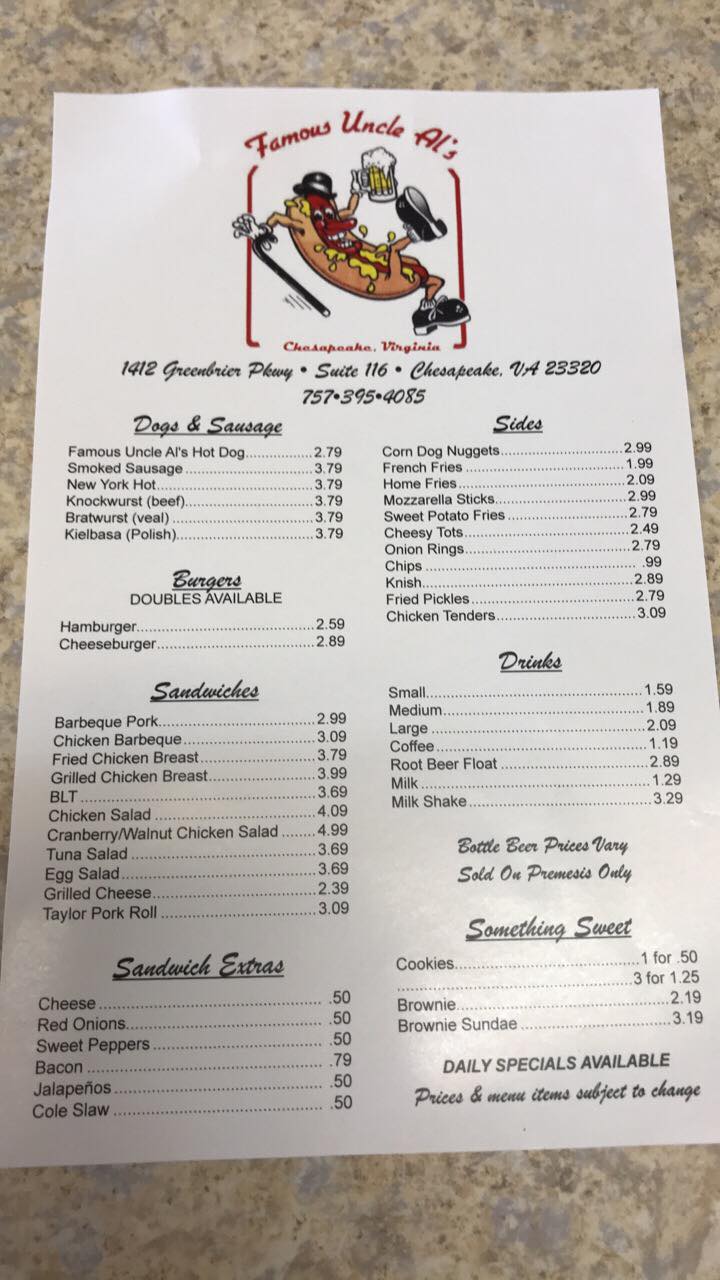 Famous Uncle Al's
Chesapeake, Virginia
1412 Greenbrier Pkwy • Suite 116 • Chesapeake, VA 23320
757•395•4085
Dogs & Sausage
Famous Uncle Al's Hot Dog................2.79
Smoked Sausage................3.79
New York Hot................3.79
Knockwurst (beef)................3.79
Bratwurst (veal)................3.79
Kielbasa (Polish)................3.79
Burgers
DOUBLES AVAILABLE
Hamburger................2.59
Cheeseburger................2.89
Sandwiches
Barbeque Pork................2.99
Chicken Barbeque................3.09
Fried Chicken Breast................3.79
Grilled Chicken Breast................3.99
BLT................3.69
Chicken Salad................4.09
Cranberry/Walnut Chicken Salad........4.99
Tuna Salad................3.69
Egg Salad................3.69
Grilled Cheese................2.39
Taylor Pork Roll................3.09
Sandwich Extras
Cheese.................50
Red Onions.................50
Sweet Peppers.................50
Bacon.................79
Jalapeños.................50
Cole Slaw.................50
Sides
Corn Dog Nuggets................2.99
French Fries................1.99
Home Fries................2.09
Mozzarella Sticks................2.99
Sweet Potato Fries................2.79
Cheesy Tots................2.49
Onion Rings................2.79
Chips.................99
Knish................2.89
Fried Pickles................2.79
Chicken Tenders................3.09
Drinks
Small................1.59
Medium................1.89
Large................2.09
Coffee................1.19
Root Beer Float................2.89
Milk................1.29
Milk Shake................3.29
Bottle Beer Prices Vary
Sold On Premesis Only
Something Sweet
Cookies................1 for .50
................3 for 1.25
Brownie................2.19
Brownie Sundae................3.19
DAILY SPECIALS AVAILABLE
Prices & menu items subject to change